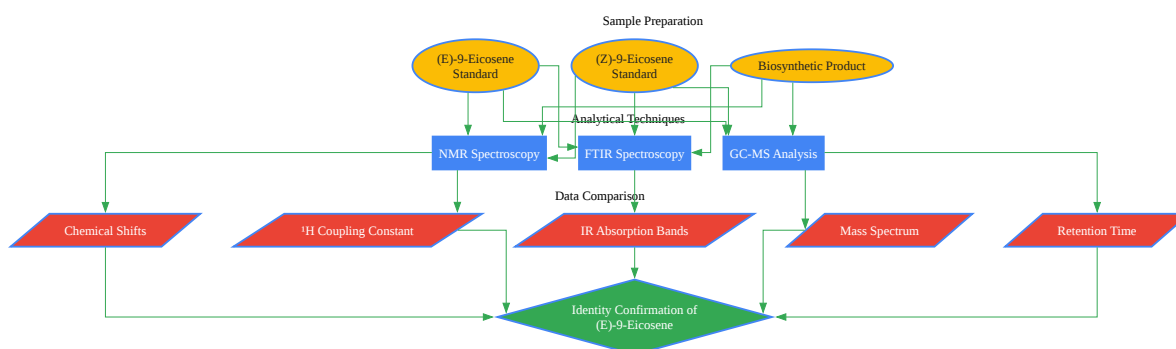 Sample Preparation
(E)-9-Eicosene
Standard
(Z)-9-Eicosene
Standard
Biosynthetic Product
Analytical Techniques
NMR Spectroscopy
FTIR Spectroscopy
GC-MS Analysis
Data Comparison
Chemical Shifts
¹H Coupling Constant
IR Absorption Bands
Mass Spectrum
Retention Time
Identity Confirmation of
(E)-9-Eicosene